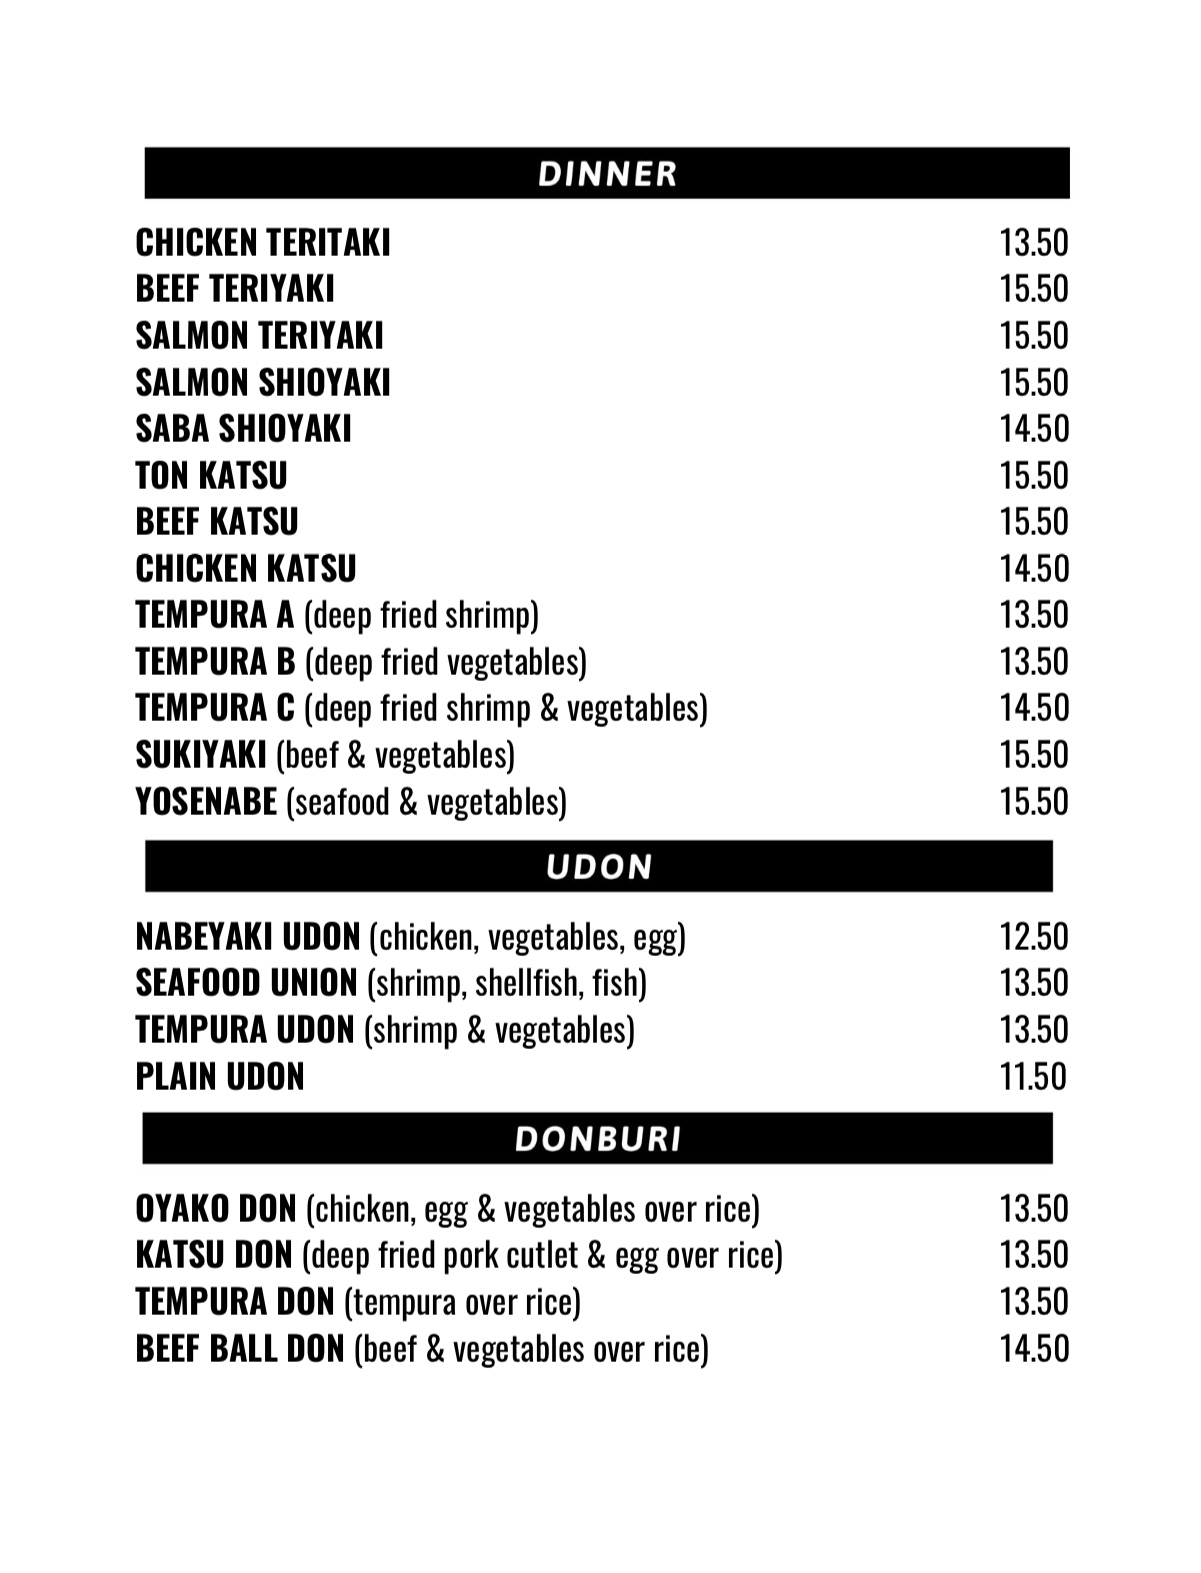 DINNER
CHICKEN TERITAKI 13.50
BEEF TERIYAKI 15.50
SALMON TERIYAKI 15.50
SALMON SHIOYAKI 15.50
SABA SHIOYAKI 14.50
TON KATSU 15.50
BEEF KATSU 15.50
CHICKEN KATSU 14.50
TEMPURA A (deep fried shrimp) 13.50
TEMPURA B (deep fried vegetables) 13.50
TEMPURA C (deep fried shrimp & vegetables) 14.50
SUKIYAKI (beef & vegetables) 15.50
YOSENABE (seafood & vegetables) 15.50
UDON
NABEYAKI UDON (chicken, vegetables, egg) 12.50
SEAFOOD UNION (shrimp, shellfish, fish) 13.50
TEMPURA UDON (shrimp & vegetables) 13.50
PLAIN UDON 11.50
DONBURI
OYAKO DON (chicken, egg & vegetables over rice) 13.50
KATSU DON (deep fried pork cutlet & egg over rice) 13.50
TEMPURA DON (tempura over rice) 13.50
BEEF BALL DON (beef & vegetables over rice) 14.50